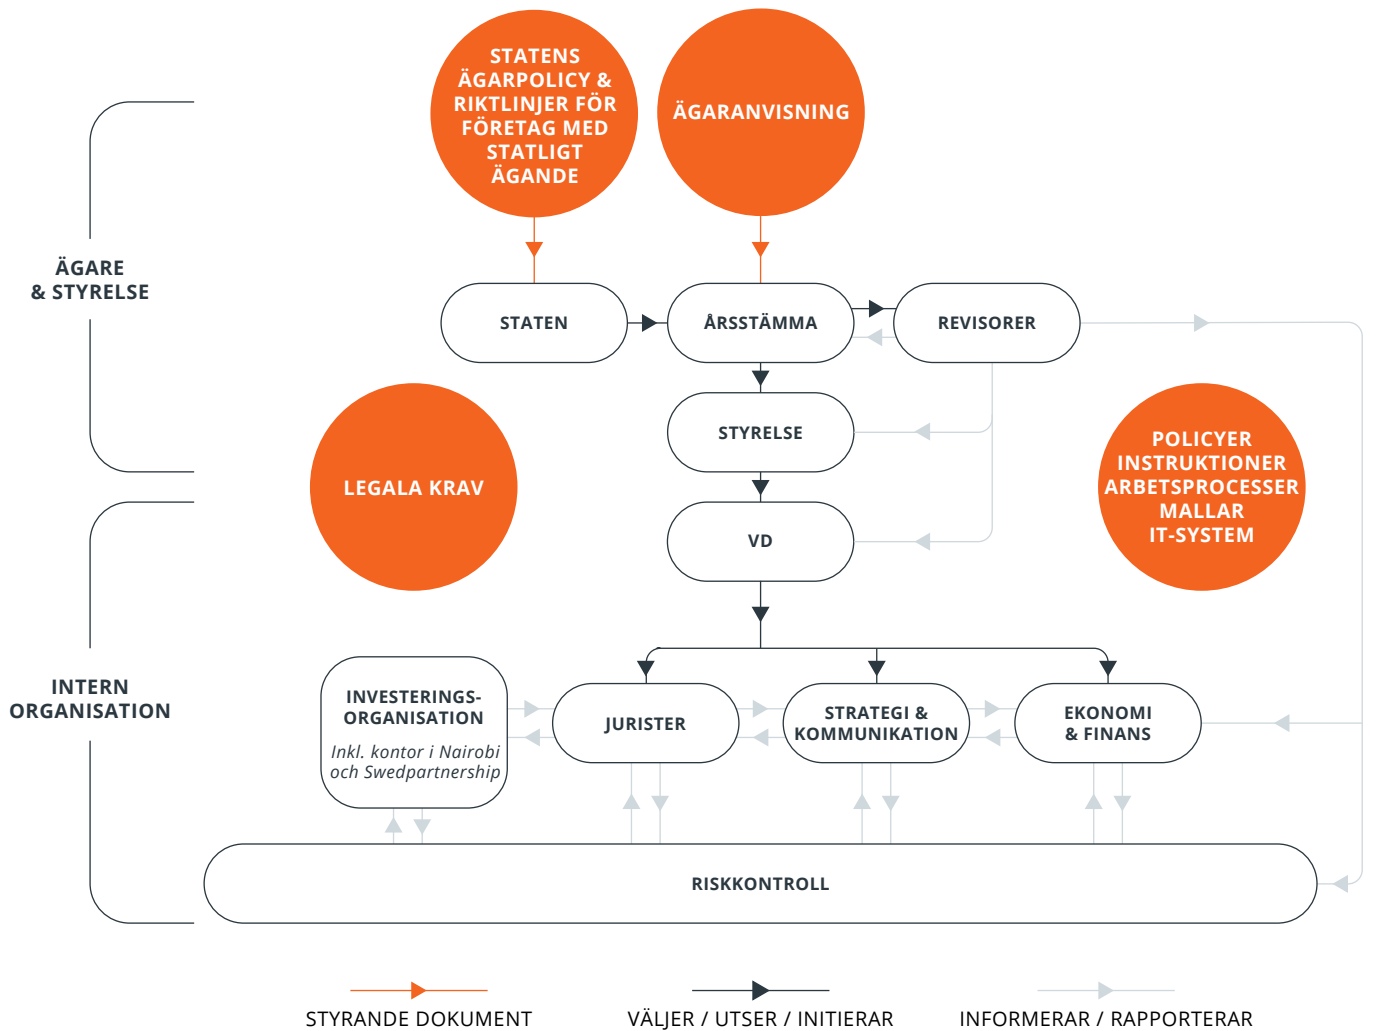 STATENS
ÄGARPOLICY &
RIKTLINJER FÖR
FÖRETAG MED
STATLIGT
ÄGANDE
ÄGARANVISNING
ÄGARE
& STYRELSE
STATEN
ÅRSSTÄMMA
REVISORER
STYRELSE
LEGALA KRAV
POLICYER
INSTRUKTIONER
ARBETSPROCESSER
MALLAR
IT-SYSTEM
VD
INTERN
ORGANISATION
INVESTERINGS-
ORGANISATION
Inkl. kontor i Nairobi
och Swedpartnership
JURISTER
STRATEGI &
KOMMUNIKATION
EKONOMI
& FINANS
RISKKONTROLL
STYRANDE DOKUMENT
VÄLJER / UTSER / INITIERAR
INFORMERAR / RAPPORTERAR